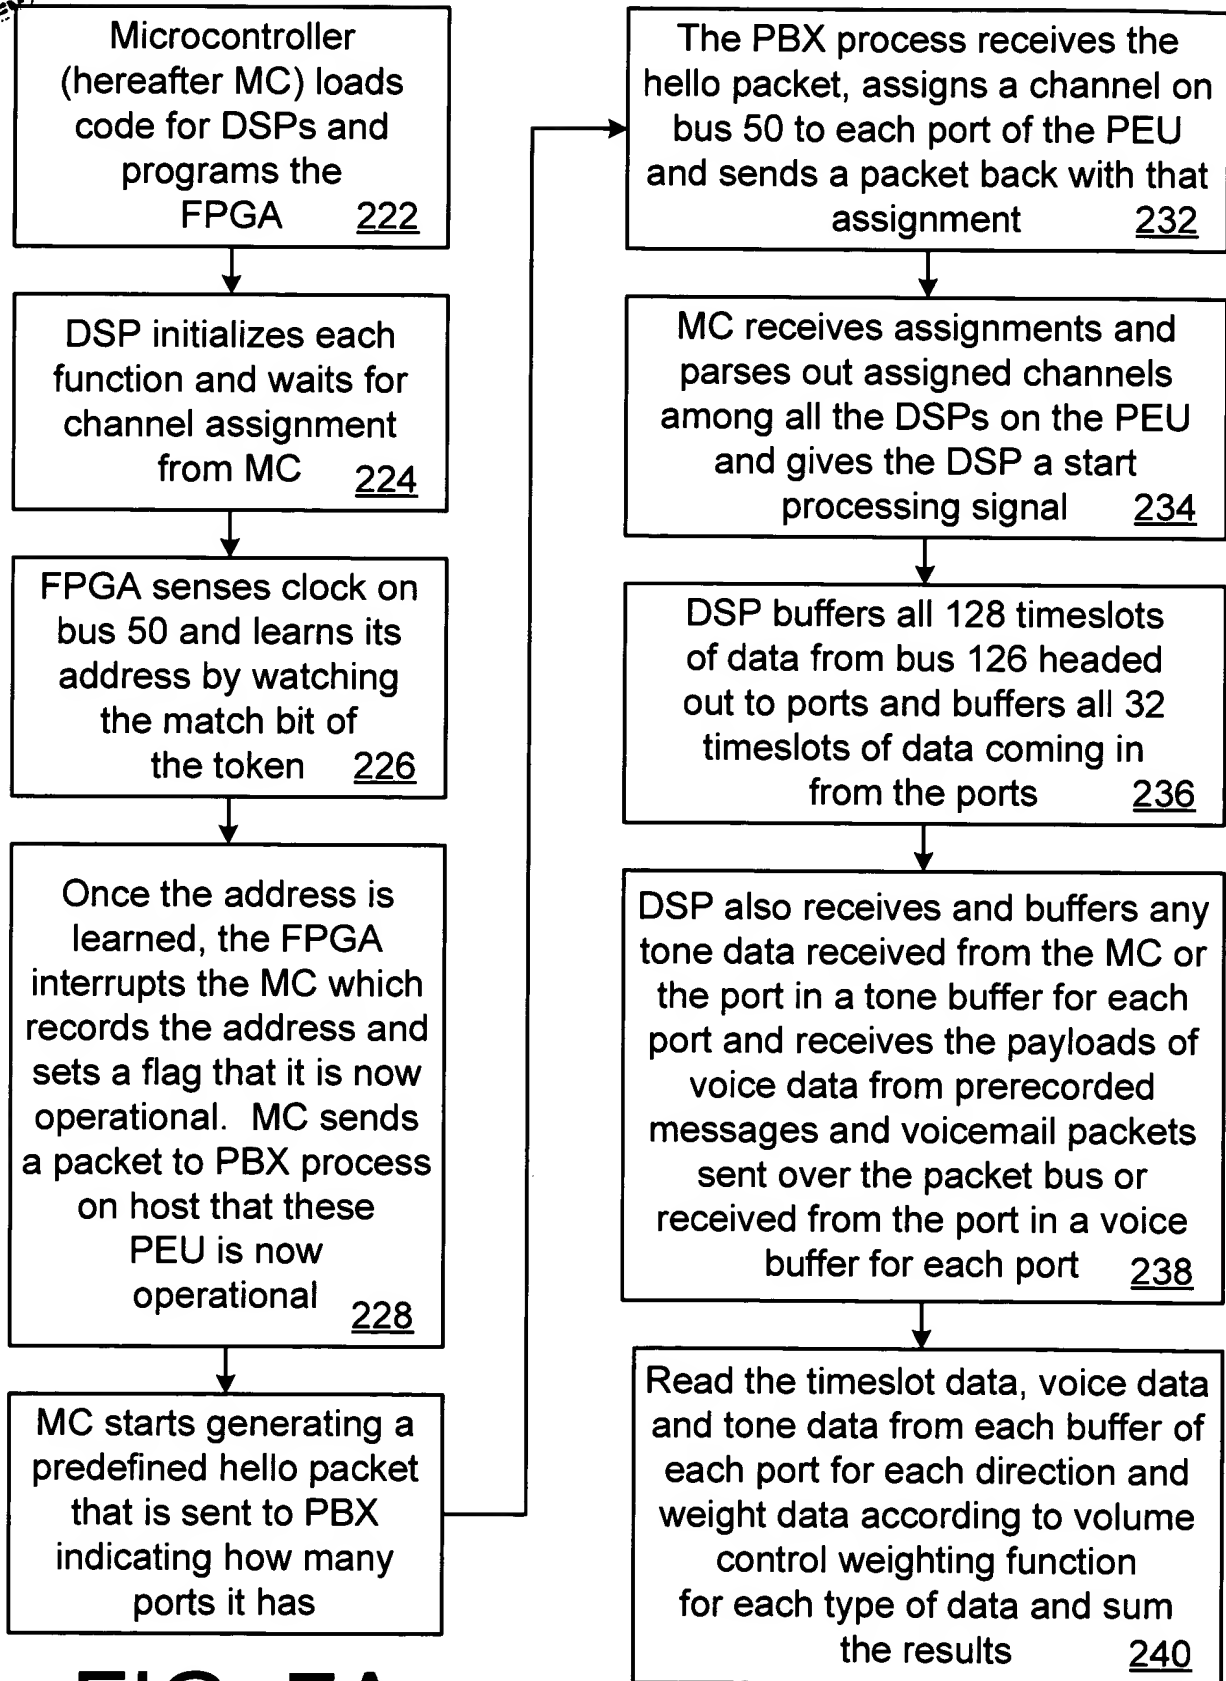 Microcontroller
(hereafter MC) loads
code for DSPs and
programs the
FPGA 222
DSP initializes each
function and waits for
channel assignment
from MC 224
FPGA senses clock on
bus 50 and learns its
address by watching
the match bit of
the token 226
Once the address is
learned, the FPGA
interrupts the MC which
records the address and
sets a flag that it is now
operational. MC sends
a packet to PBX process
on host that these
PEU is now
operational 228
MC starts generating a
predefined hello packet
that is sent to PBX
indicating how many
ports it has
The PBX process receives the
hello packet, assigns a channel on
bus 50 to each port of the PEU
and sends a packet back with that
assignment 232
MC receives assignments and
parses out assigned channels
among all the DSPs on the PEU
and gives the DSP a start
processing signal 234
DSP buffers all 128 timeslots
of data from bus 126 headed
out to ports and buffers all 32
timeslots of data coming in
from the ports 236
DSP also receives and buffers any
tone data received from the MC or
the port in a tone buffer for each
port and receives the payloads of
voice data from prerecorded
messages and voicemail packets
sent over the packet bus or
received from the port in a voice
buffer for each port 238
Read the timeslot data, voice data
and tone data from each buffer of
each port for each direction and
weight data according to volume
control weighting function
for each type of data and sum
the results 240